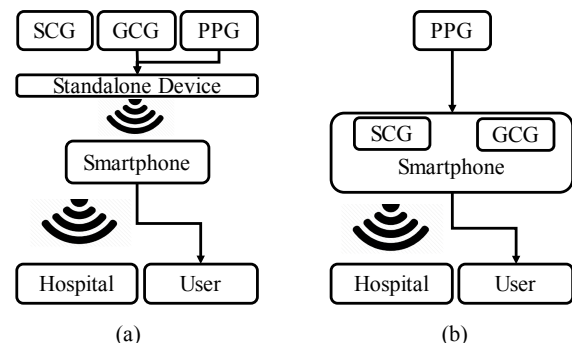 SCG GCG PPG
Standalone Device
Smartphone
Hospital User
(a)
PPG
SCG GCG
Smartphone
Hospital User
(b)